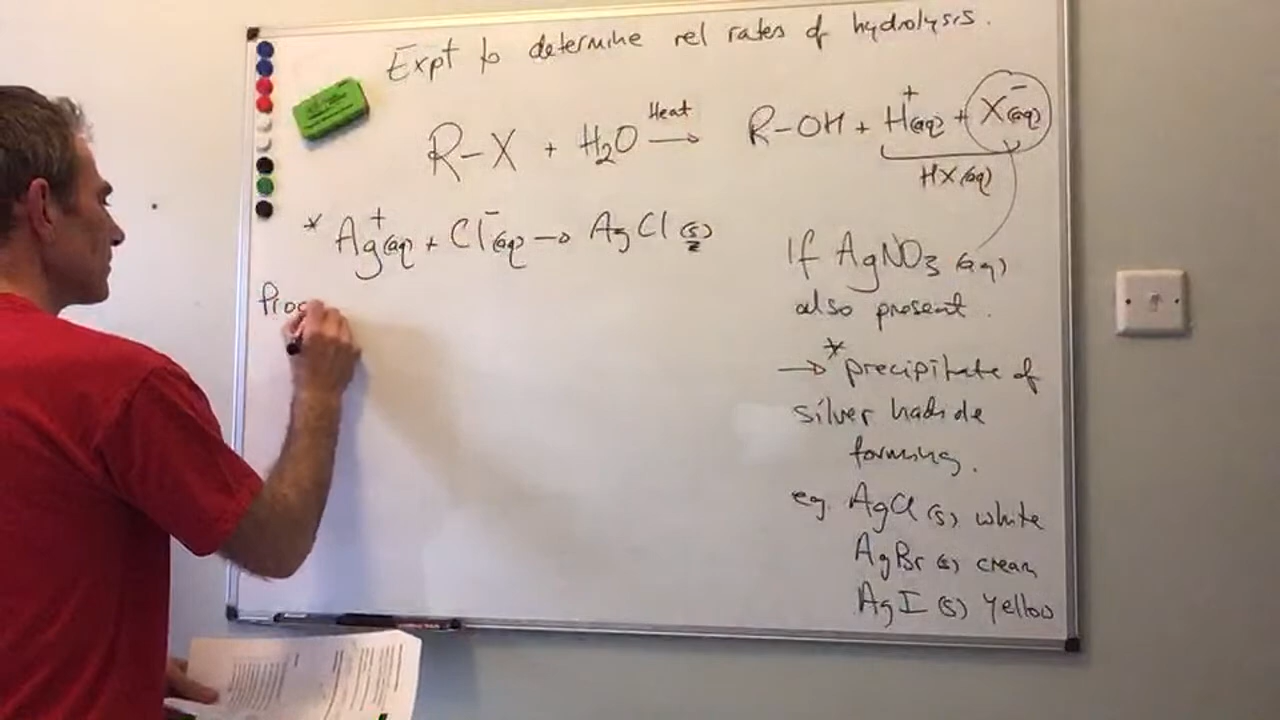 Expt to determine rel rates of hydrolysis.
R-X + H₂O Heat → R-OH + H⁺(aq) + X⁻(aq)
HX(aq)
* Ag⁺(aq) + Cl⁻(aq) → AgCl(s)
If AgNO₃(aq)
also present.
→ * precipitate of
silver halide
forming.
eg. AgCl(s) white
AgBr(s) cream
AgI(s) yellow
Proc